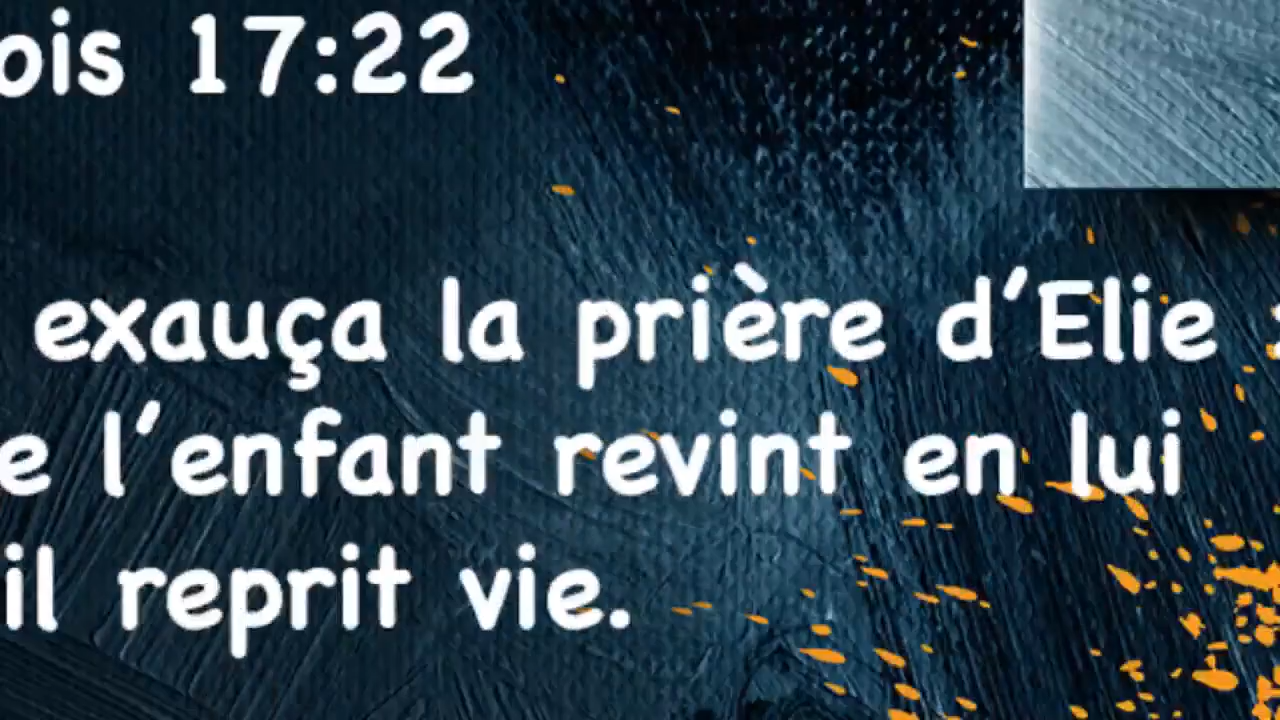 ois 17:22
exauça la prière d’Elie
e l’enfant revint en lui
il reprit vie.